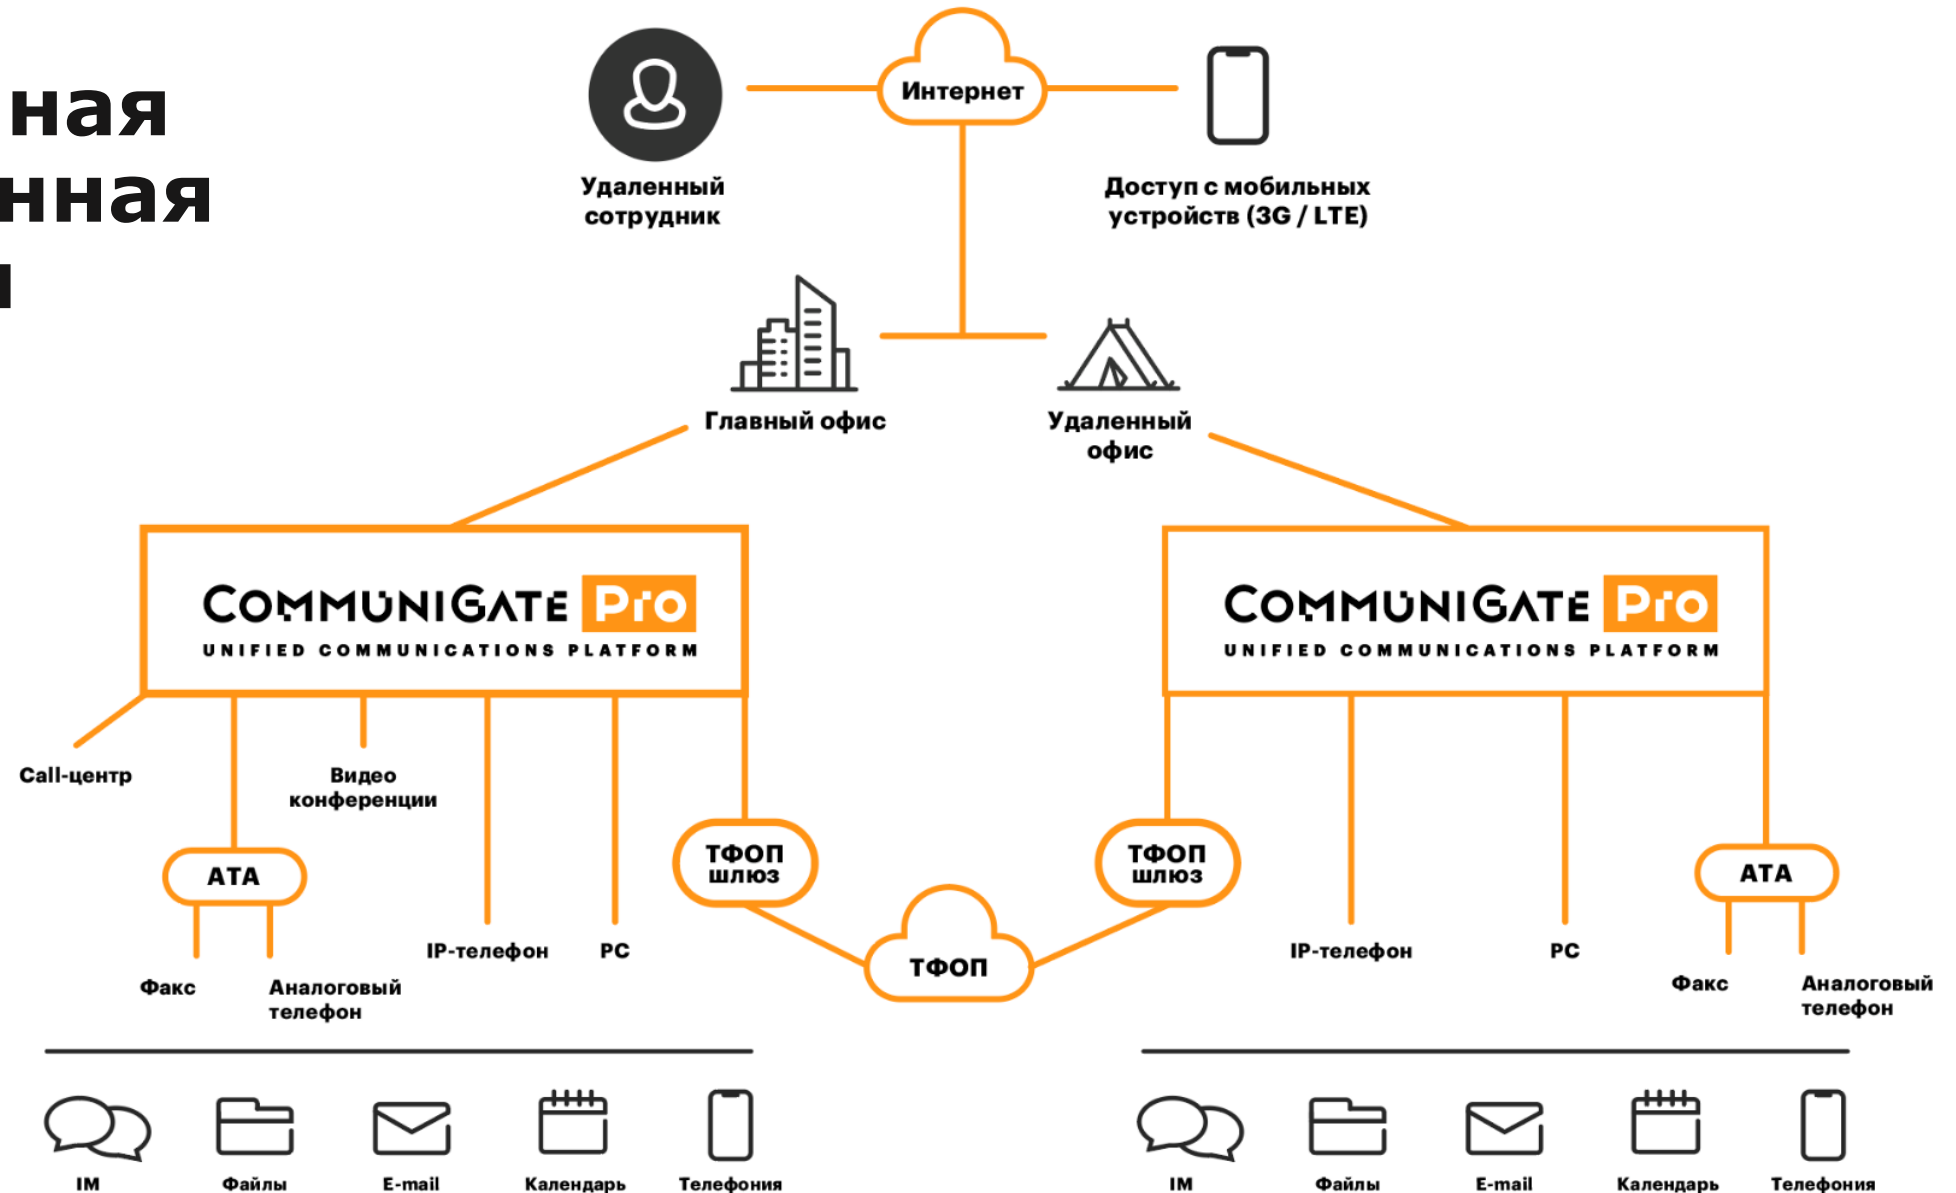 ная
нная
Интернет
Удаленный
сотрудник
Доступ с мобильных
устройств (3G / LTE)
Главный офис
Удаленный
офис
COMMUNIGATE Pro
UNIFIED COMMUNICATIONS PLATFORM
COMMUNIGATE Pro
UNIFIED COMMUNICATIONS PLATFORM
Call-центр
Видео
конференции
ATA
ТФОП
шлюз
IP-телефон
PC
Факс
Аналоговый
телефон
ТФОП
ТФОП
шлюз
IP-телефон
PC
ATA
Факс
Аналоговый
телефон
IM
Файлы
E-mail
Календарь
Телефония
IM
Файлы
E-mail
Календарь
Телефония